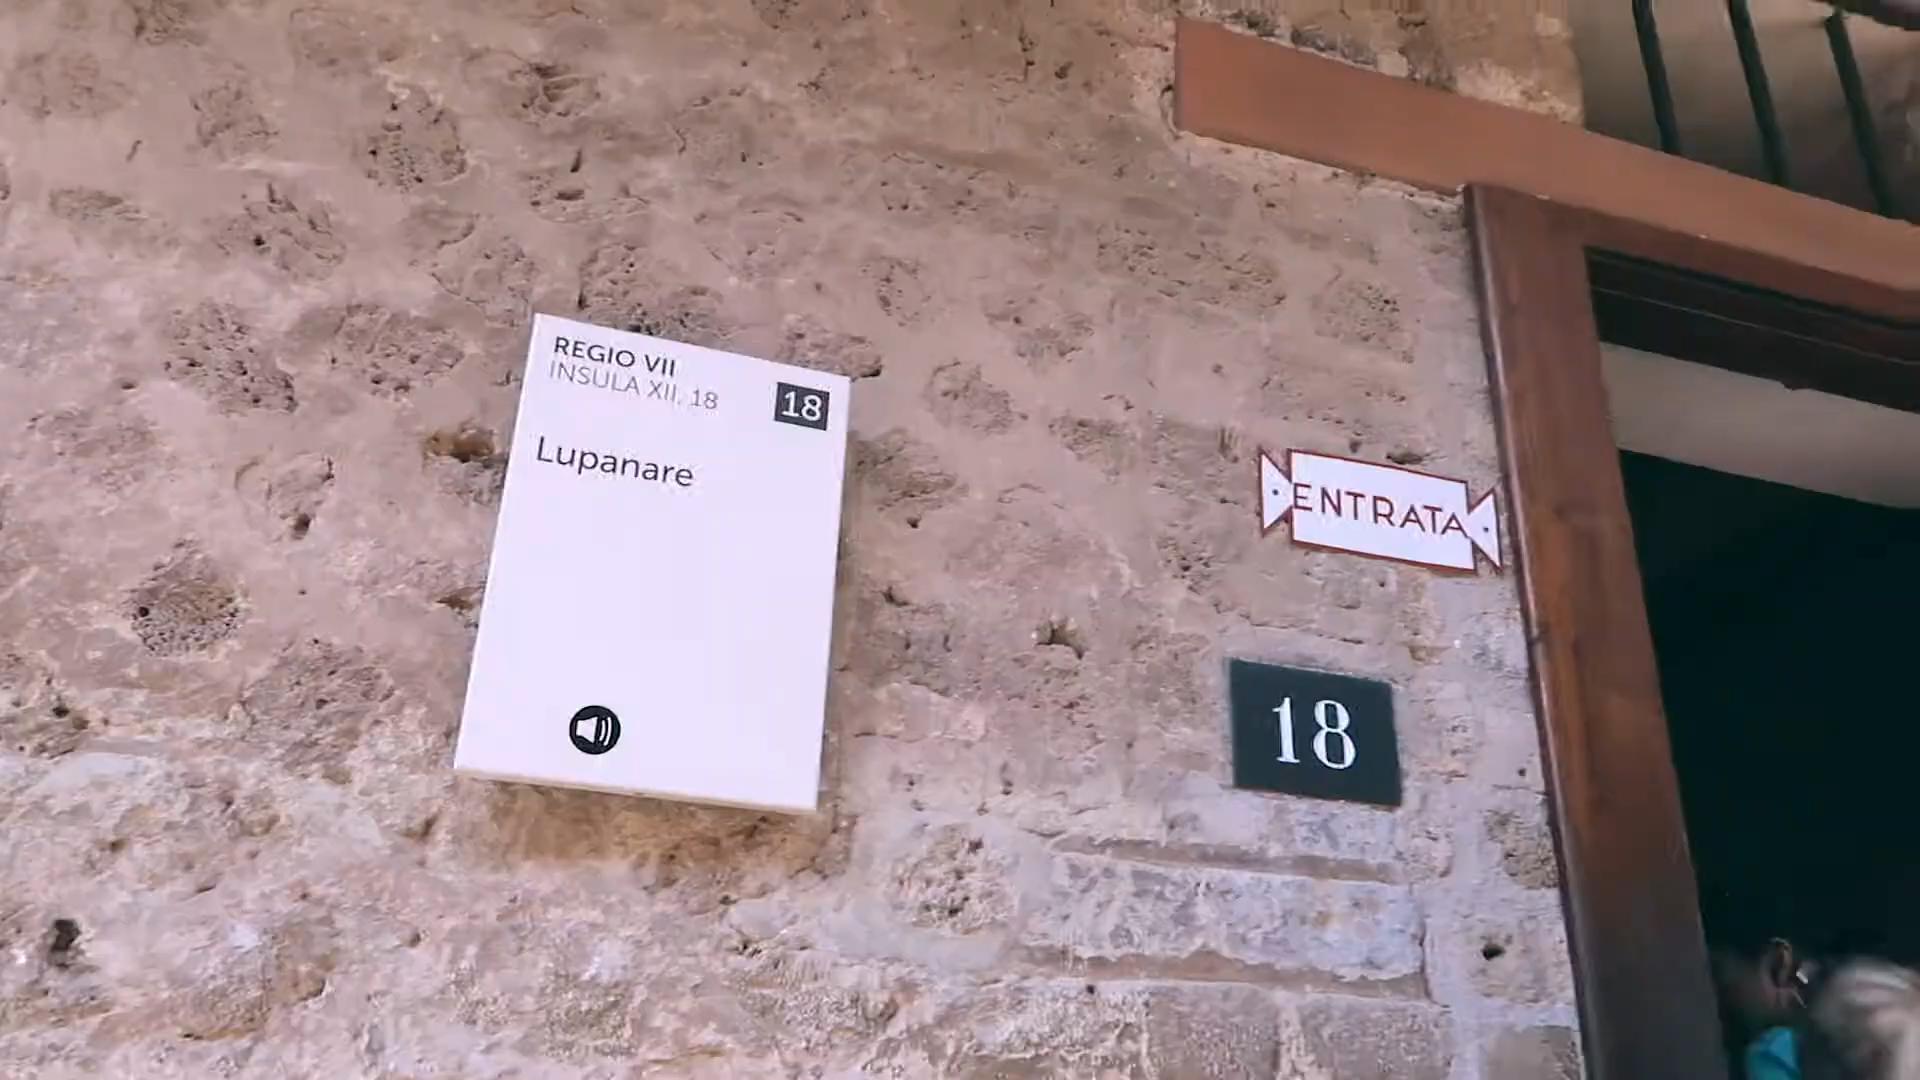 REGIO VII
INSULA XII, 18
18
Lupanare
ENTRATA
18